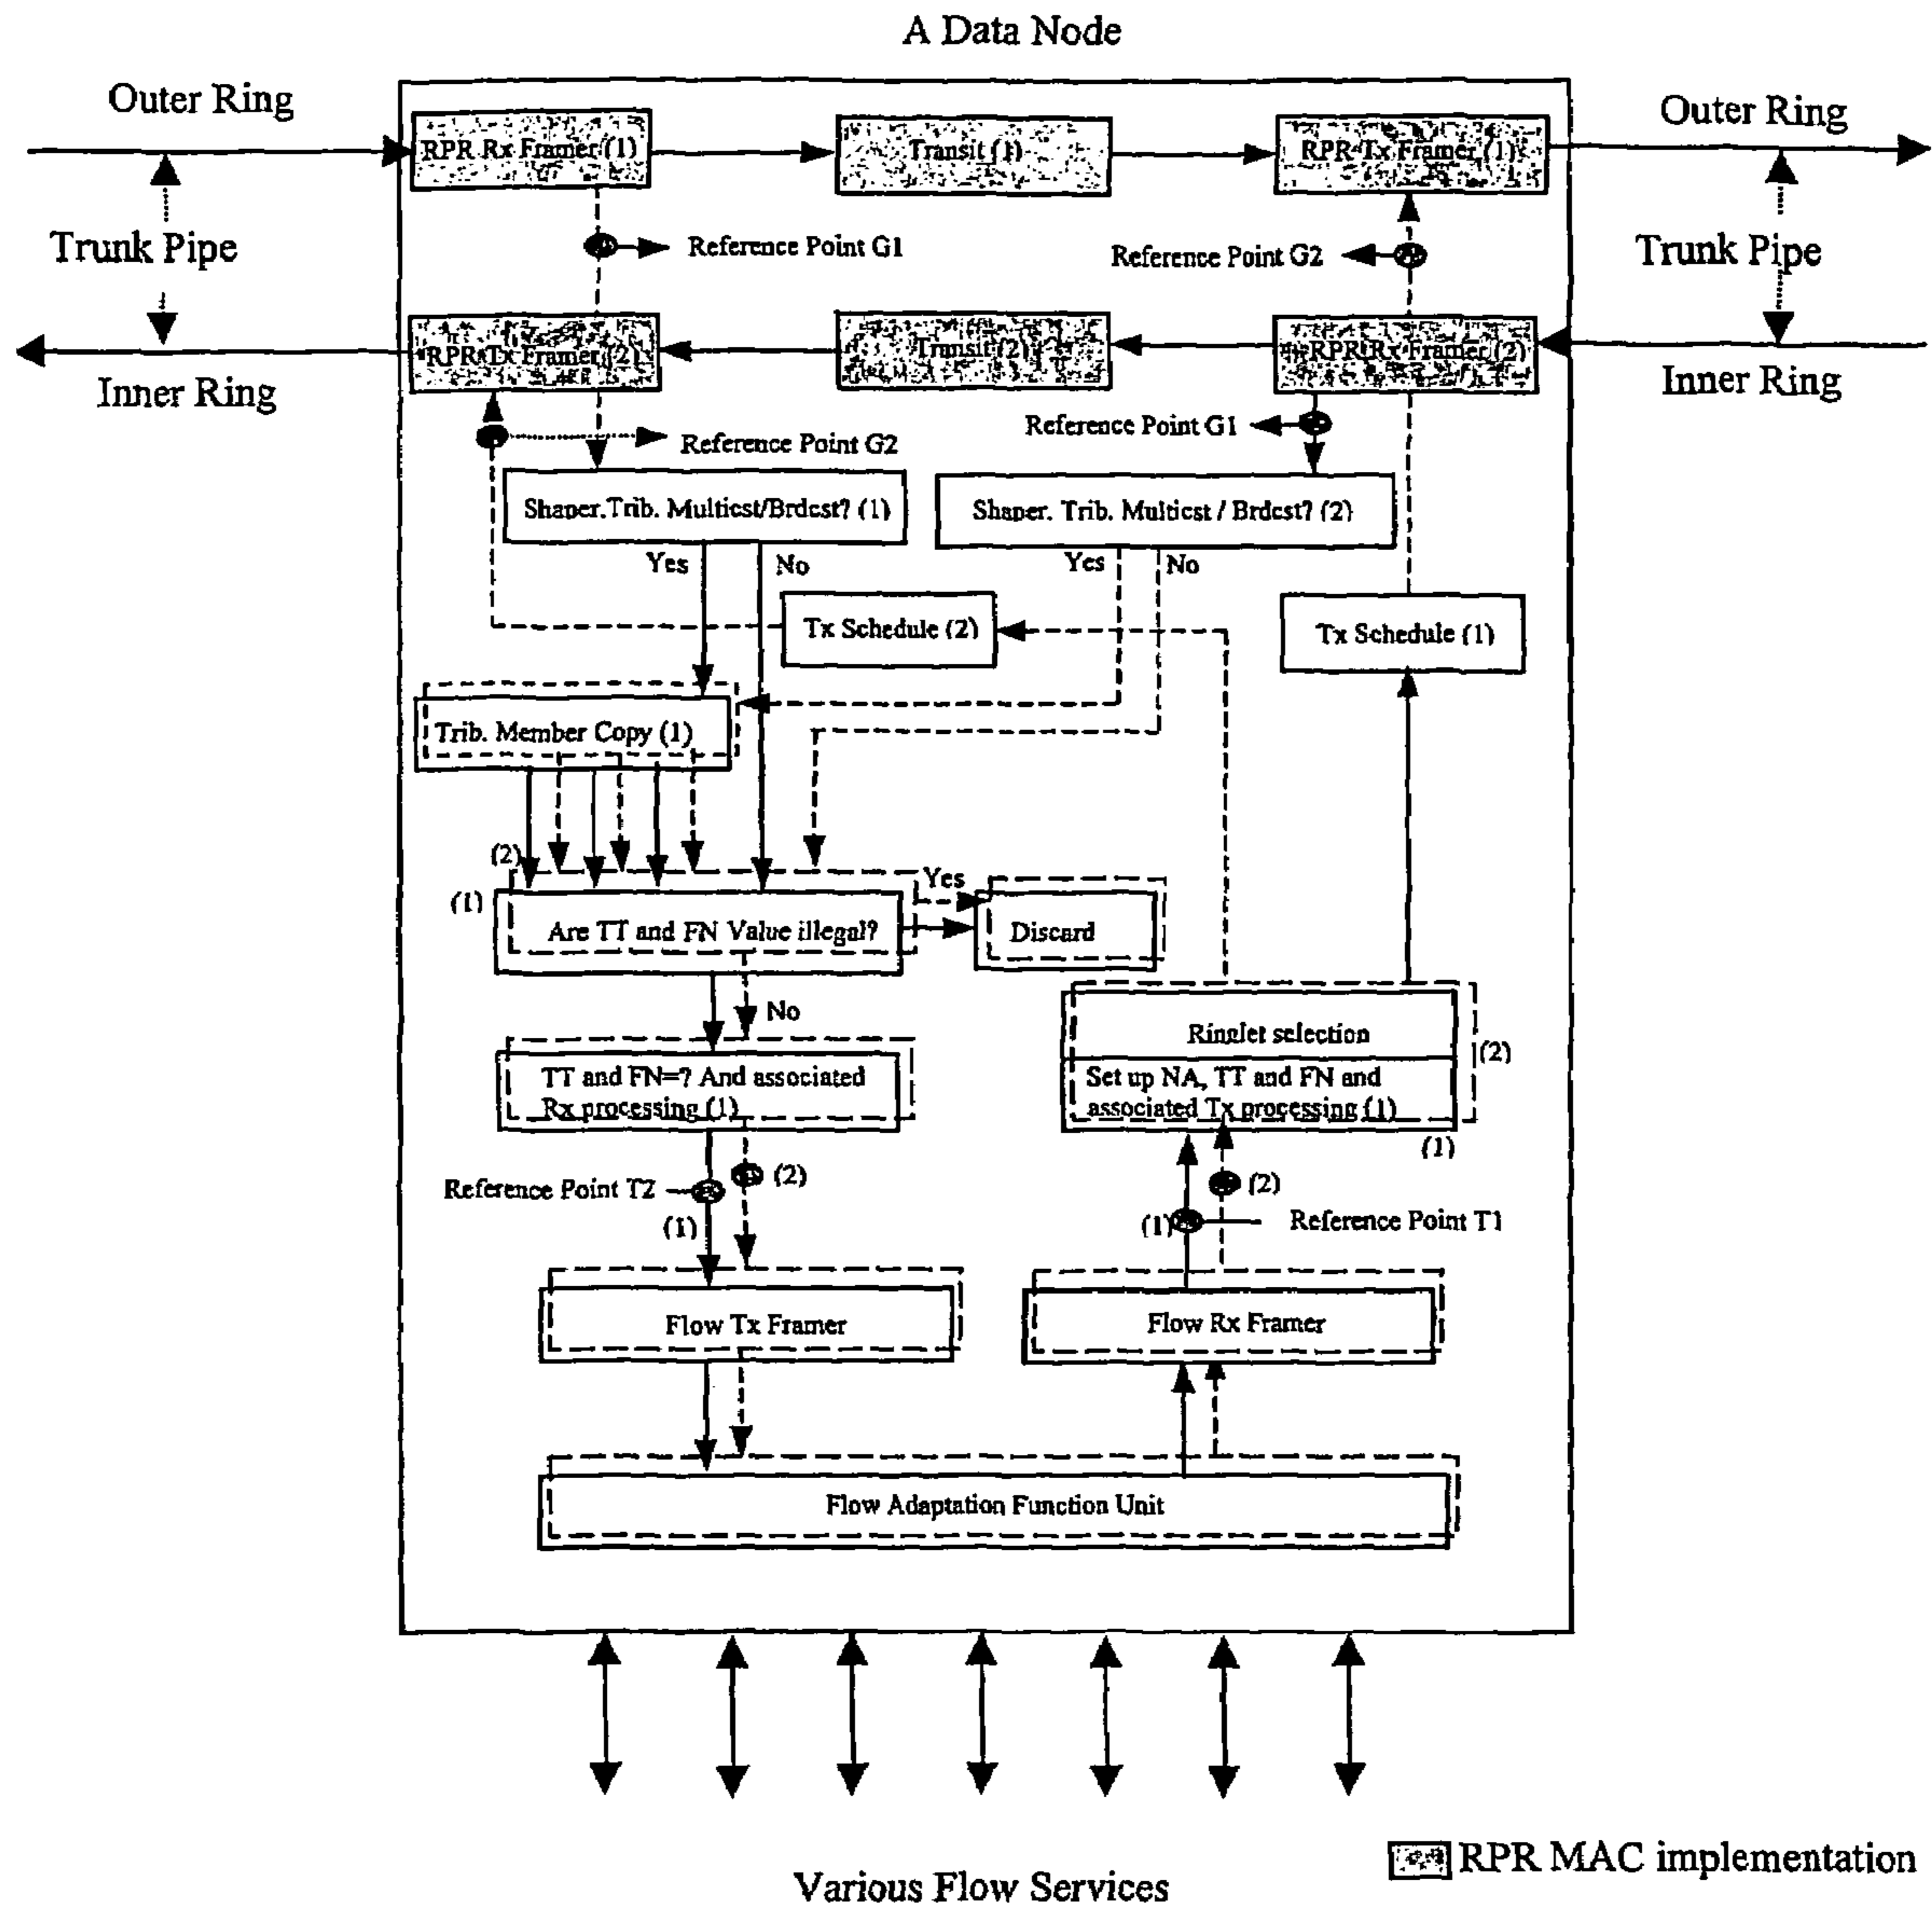 A Data Node
Outer Ring
Outer Ring
RPR Rx Framer (1)
Transit (1)
RPR Tx Framer (1)
Trunk Pipe
Reference Point G1
Reference Point G2
Trunk Pipe
RPR Tx Framer (2)
Transit (2)
RPR Rx Framer (2)
Inner Ring
Inner Ring
Reference Point G2
Reference Point G1
Shaper.Trib. Multicst/Brdcst? (1)
Shaper. Trib. Multicst / Brdcst? (2)
Yes
No
Yes
No
Tx Schedule (2)
Tx Schedule (1)
Trib. Member Copy (1)
(2)
(1)
Yes
Are TT and FN Value illegal?
Discard
No
Ringlet selection
(2)
TT and FN=? And associated
Rx processing (1)
Set up NA, TT and FN and
associated Tx processing (1)
(1)
Reference Point T2
(2)
(1)
(2)
(1)
Reference Point T1
Flow Tx Framer
Flow Rx Framer
Flow Adaptation Function Unit
RPR MAC implementation
Various Flow Services